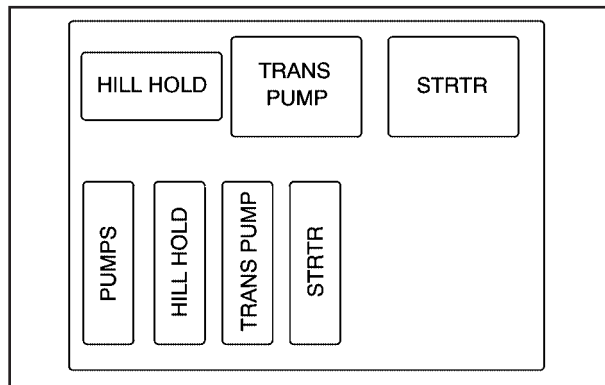 HILL HOLD
TRANS
PUMP
STRTR
PUMPS
HILL HOLD
TRANS PUMP
STRTR